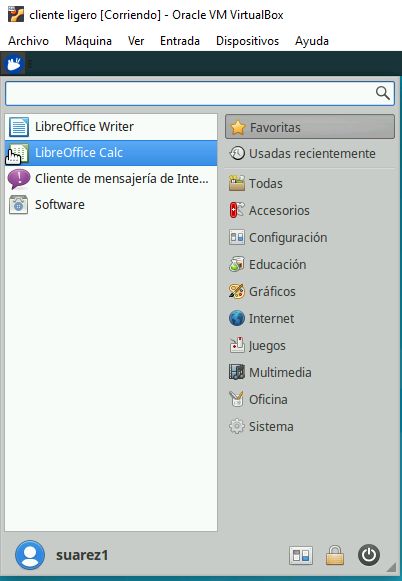 cliente ligero [Corriendo] - Oracle VM VirtualBox
Archivo Máquina Ver Entrada Dispositivos Ayuda
LibreOffice Writer
LibreOffice Calc
Cliente de mensajería de Inte...
Software
Favoritas
Usadas recientemente
Todas
Accesorios
Configuración
Educación
Gráficos
Internet
Juegos
Multimedia
Oficina
Sistema
suarez1